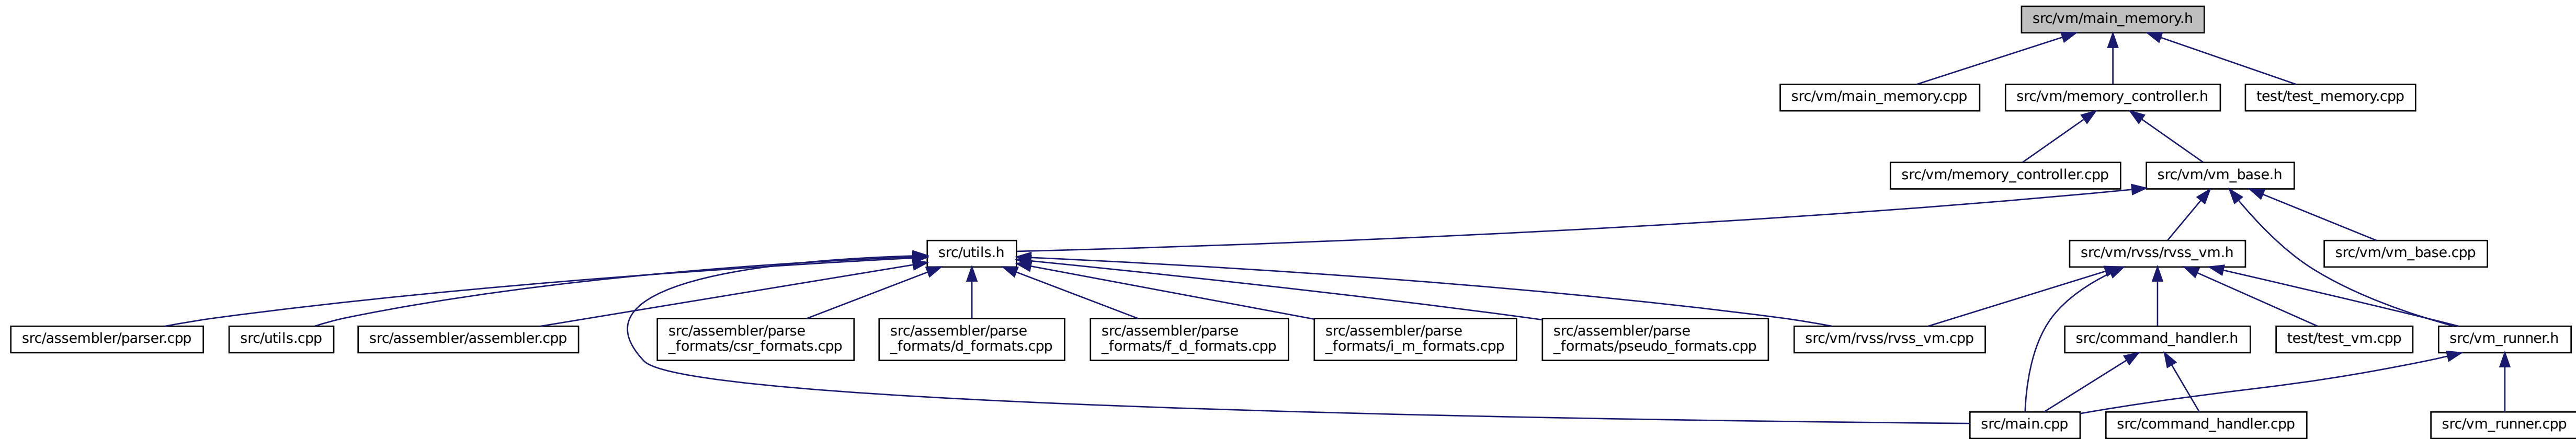 src/vm/main_memory.h
src/vm/main_memory.cpp
src/vm/memory_controller.h
test/test_memory.cpp
src/vm/memory_controller.cpp
src/vm/vm_base.h
src/utils.h
src/vm/rvss/rvss_vm.h
src/vm/vm_base.cpp
src/assembler/parser.cpp
src/utils.cpp
src/assembler/assembler.cpp
src/assembler/parse
_formats/csr_formats.cpp
src/assembler/parse
_formats/d_formats.cpp
src/assembler/parse
_formats/f_d_formats.cpp
src/assembler/parse
_formats/i_m_formats.cpp
src/assembler/parse
_formats/pseudo_formats.cpp
src/vm/rvss/rvss_vm.cpp
src/command_handler.h
test/test_vm.cpp
src/vm_runner.h
src/main.cpp
src/command_handler.cpp
src/vm_runner.cpp